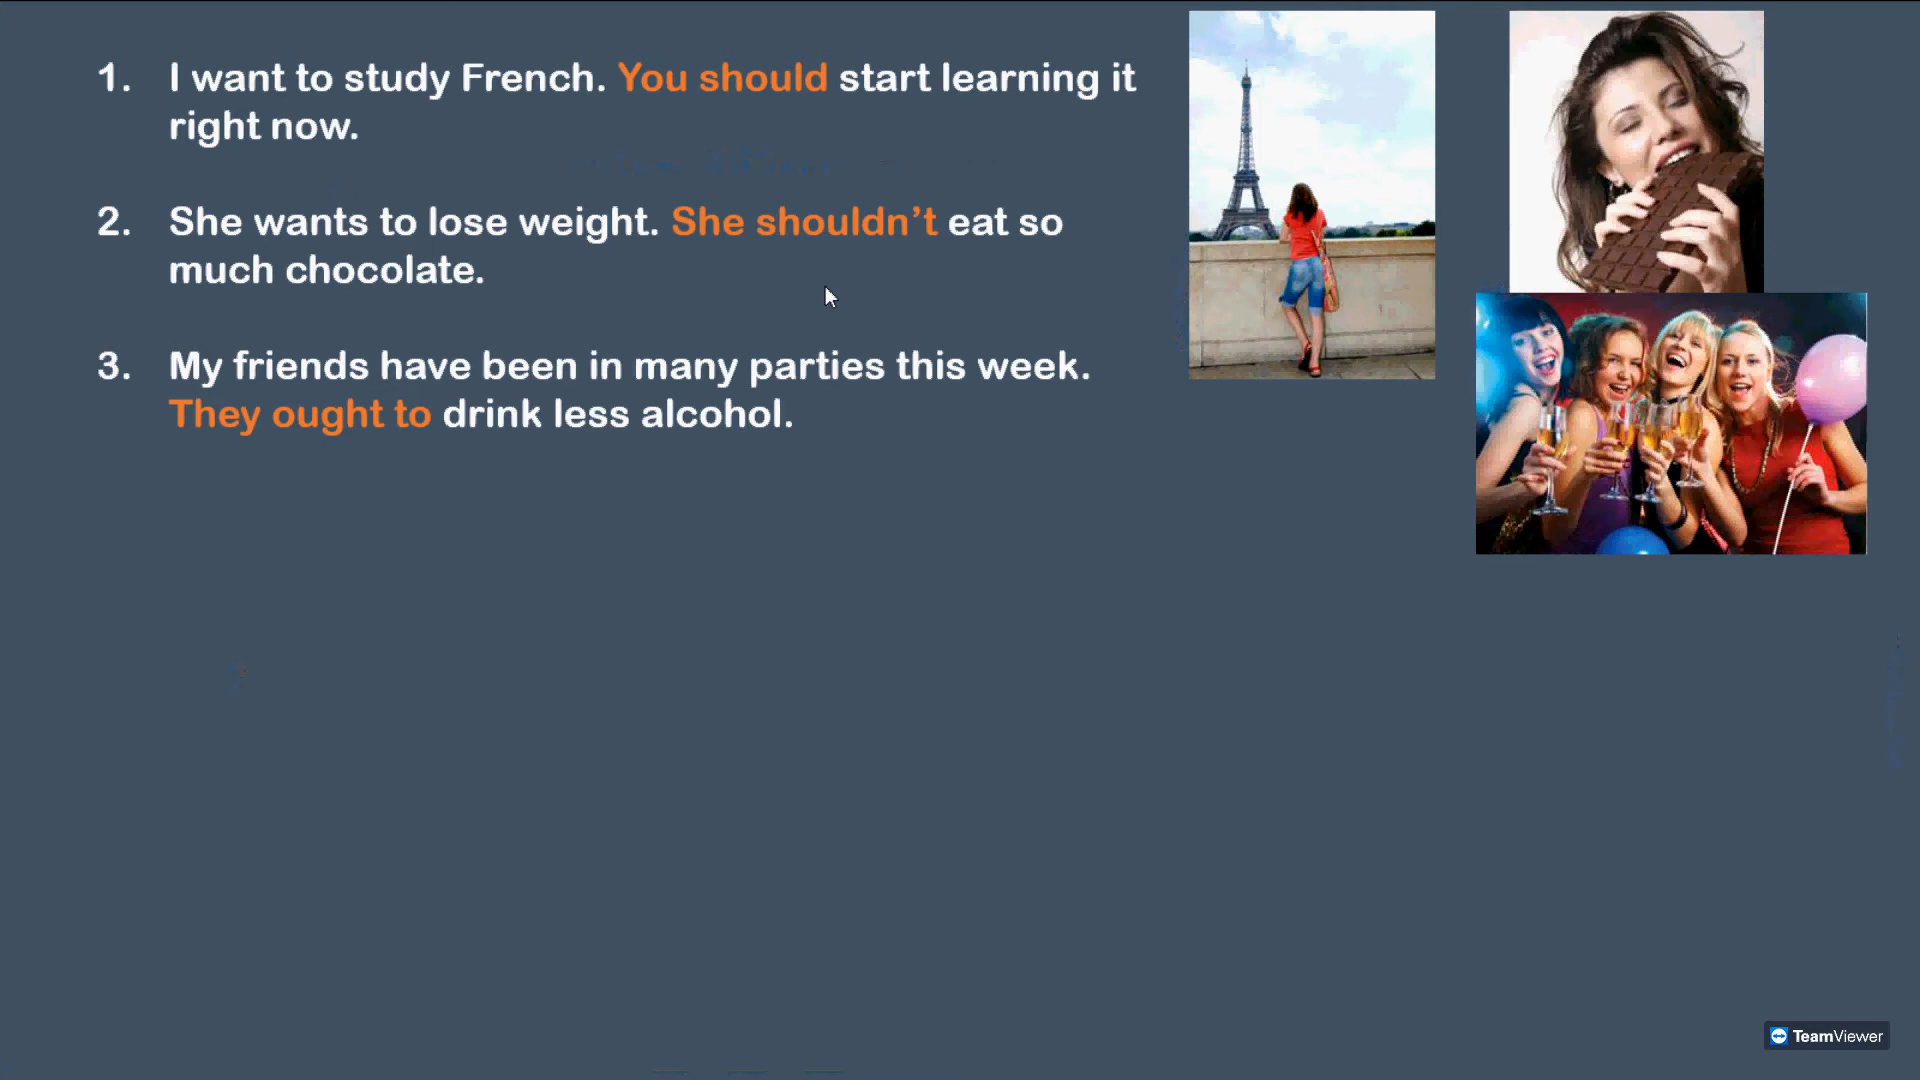 1. I want to study French. You should start learning it
right now.
2. She wants to lose weight. She shouldn’t eat so
much chocolate.
3. My friends have been in many parties this week.
They ought to drink less alcohol.
TeamViewer